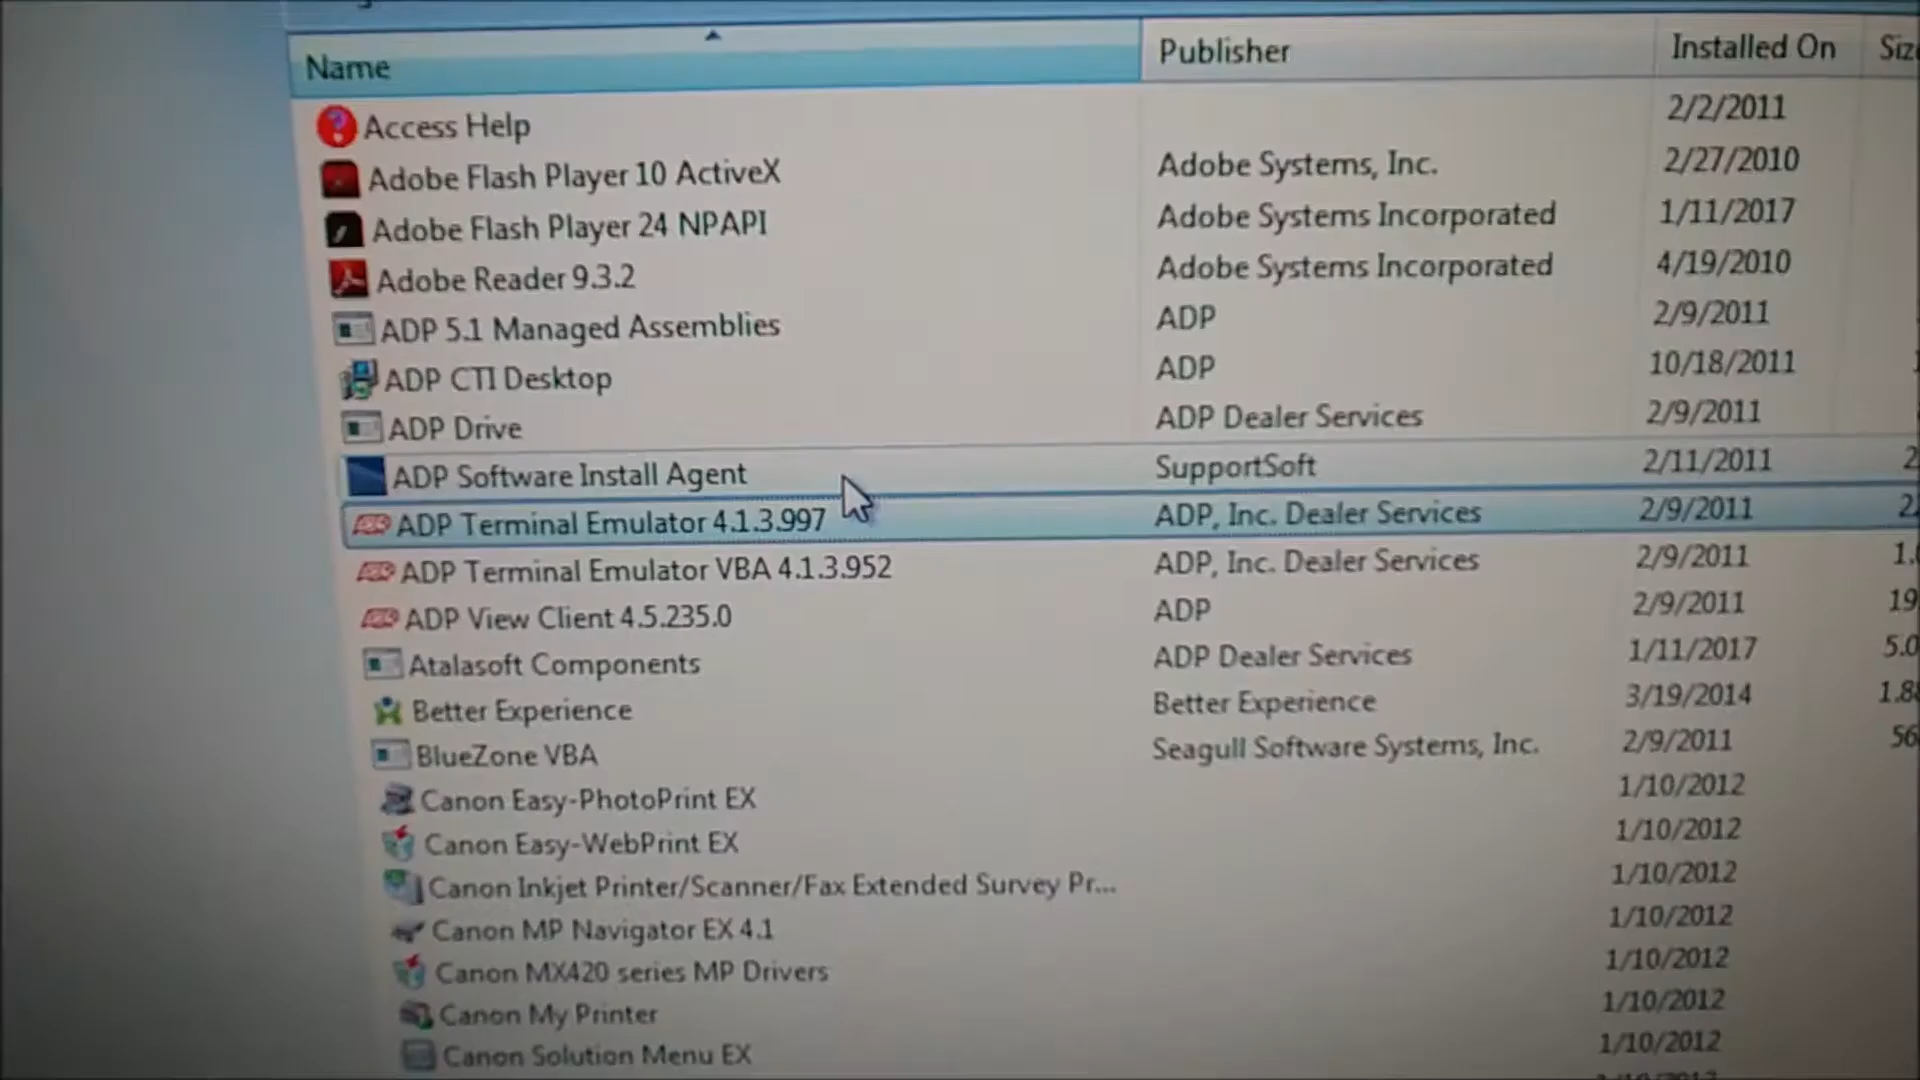 Name Publisher Installed On
Access Help 2/2/2011
Adobe Flash Player 10 ActiveX Adobe Systems, Inc. 2/27/2010
Adobe Flash Player 24 NPAPI Adobe Systems Incorporated 1/11/2017
Adobe Reader 9.3.2 Adobe Systems Incorporated 4/19/2010
ADP 5.1 Managed Assemblies ADP 2/9/2011
ADP CTI Desktop ADP 10/18/2011
ADP Drive ADP Dealer Services 2/9/2011
ADP Software Install Agent SupportSoft 2/11/2011
ADP Terminal Emulator 4.1.3.997 ADP, Inc. Dealer Services 2/9/2011
ADP Terminal Emulator VBA 4.1.3.952 ADP, Inc. Dealer Services 2/9/2011
ADP View Client 4.5.235.0 ADP 2/9/2011 19
Atalasoft Components ADP Dealer Services 1/11/2017 5.0
Better Experience Better Experience 3/19/2014 1.8
BlueZone VBA Seagull Software Systems, Inc. 2/9/2011 56
Canon Easy-PhotoPrint EX 1/10/2012
Canon Easy-WebPrint EX 1/10/2012
Canon Inkjet Printer/Scanner/Fax Extended Survey Pr... 1/10/2012
Canon MP Navigator EX 4.1 1/10/2012
Canon MX420 series MP Drivers 1/10/2012
Canon My Printer 1/10/2012
Canon Solution Menu EX 1/10/2012